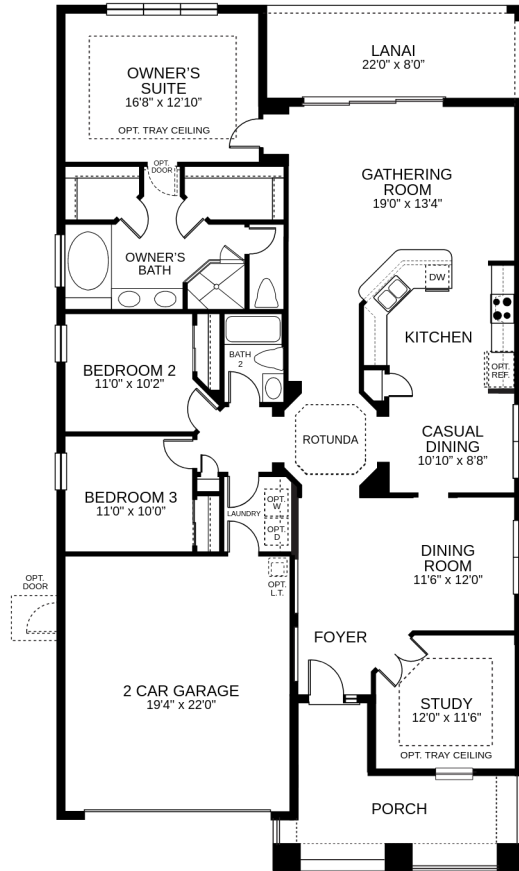 LANAI
22'0" x 8'0"
OWNER'S
SUITE
16'8" x 12'10"
OPT. TRAY CEILING
OPT.
DOOR
GATHERING
ROOM
19'0" x 13'4"
OWNER'S
BATH
DW
KITCHEN
OPT.
REF.
BEDROOM 2
11'0" x 10'2"
BATH
2
ROTUNDA
CASUAL
DINING
10'10" x 8'8"
BEDROOM 3
11'0" x 10'0"
LAUNDRY
OPT.
W
OPT.
D
DINING
ROOM
11'6" x 12'0"
OPT.
DOOR
OPT.
L.T.
FOYER
2 CAR GARAGE
19'4" x 22'0"
STUDY
12'0" x 11'6"
OPT. TRAY CEILING
PORCH